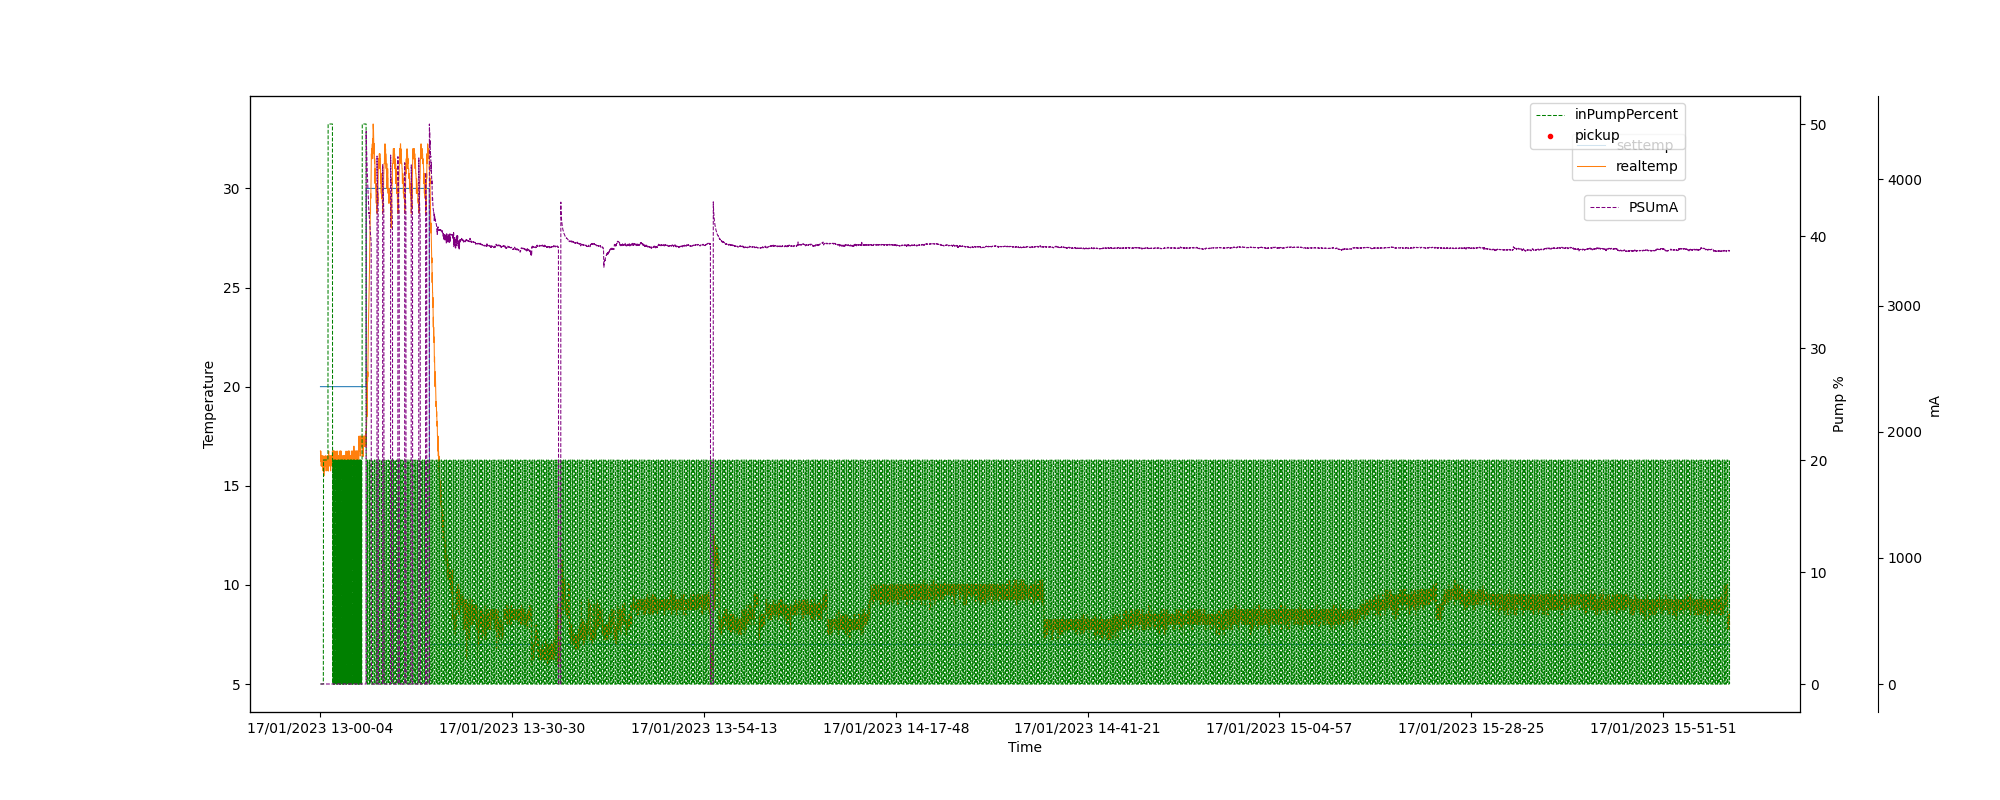 inPumpPercent
pickup
settemp
realtemp
PSUmA
Temperature
30
25
20
15
10
5
50
40
30
20
10
0
Pump %
4000
3000
2000
1000
0
mA
17/01/2023 13-00-04
17/01/2023 13-30-30
17/01/2023 13-54-13
17/01/2023 14-17-48
17/01/2023 14-41-21
17/01/2023 15-04-57
17/01/2023 15-28-25
17/01/2023 15-51-51
Time